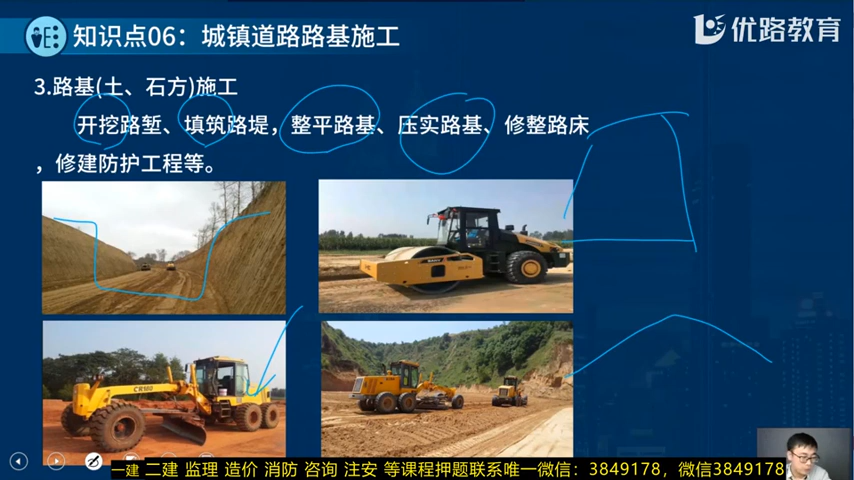 知识点06：城镇道路路基施工
优路教育
3.路基(土、石方)施工
开挖路堑、填筑路堤，整平路基、压实路基、修整路床
，修建防护工程等。
CR180
一建 二建 监理 造价 消防 咨询 注安 等课程押题联系唯一微信：3849178，微信3849178